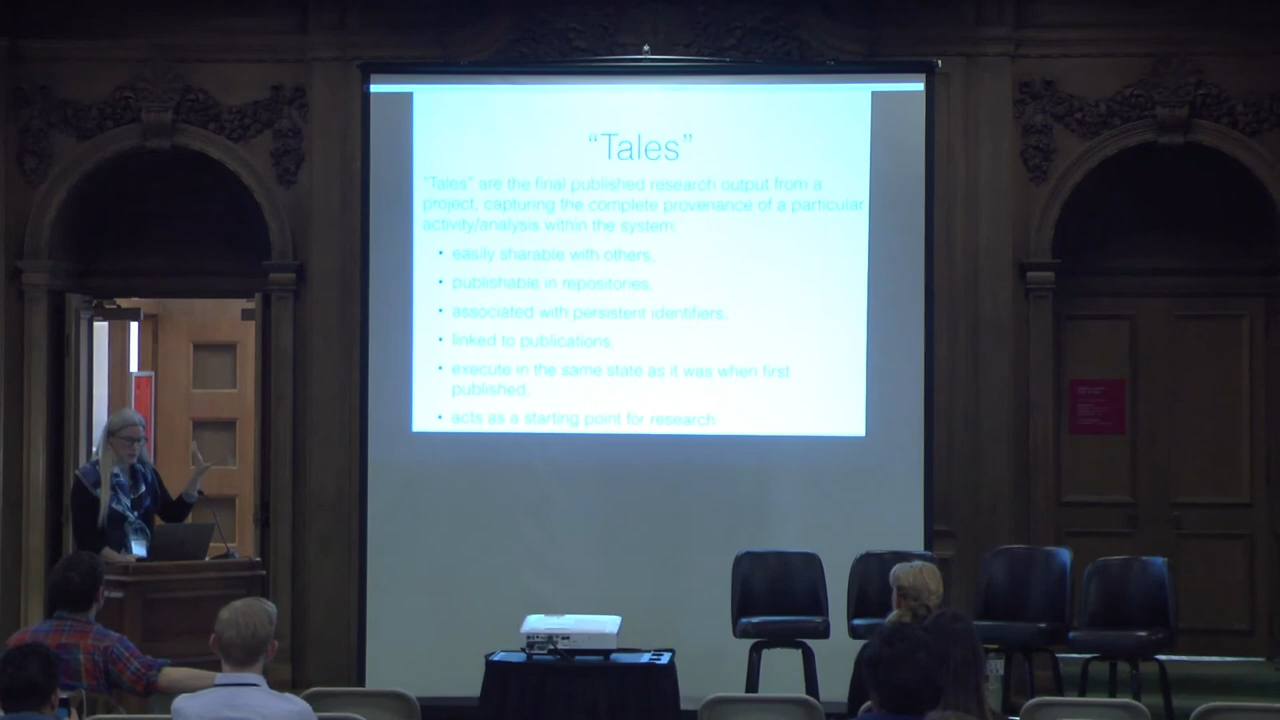 “Tales”
“Tales” are the final published research output from a
project, capturing the complete provenance of a particular
activity/analysis within the system:
• easily sharable with others,
• publishable in repositories,
• associated with persistent identifiers,
• linked to publications,
• execute in the same state as it was when first
published,
• acts as a starting point for research